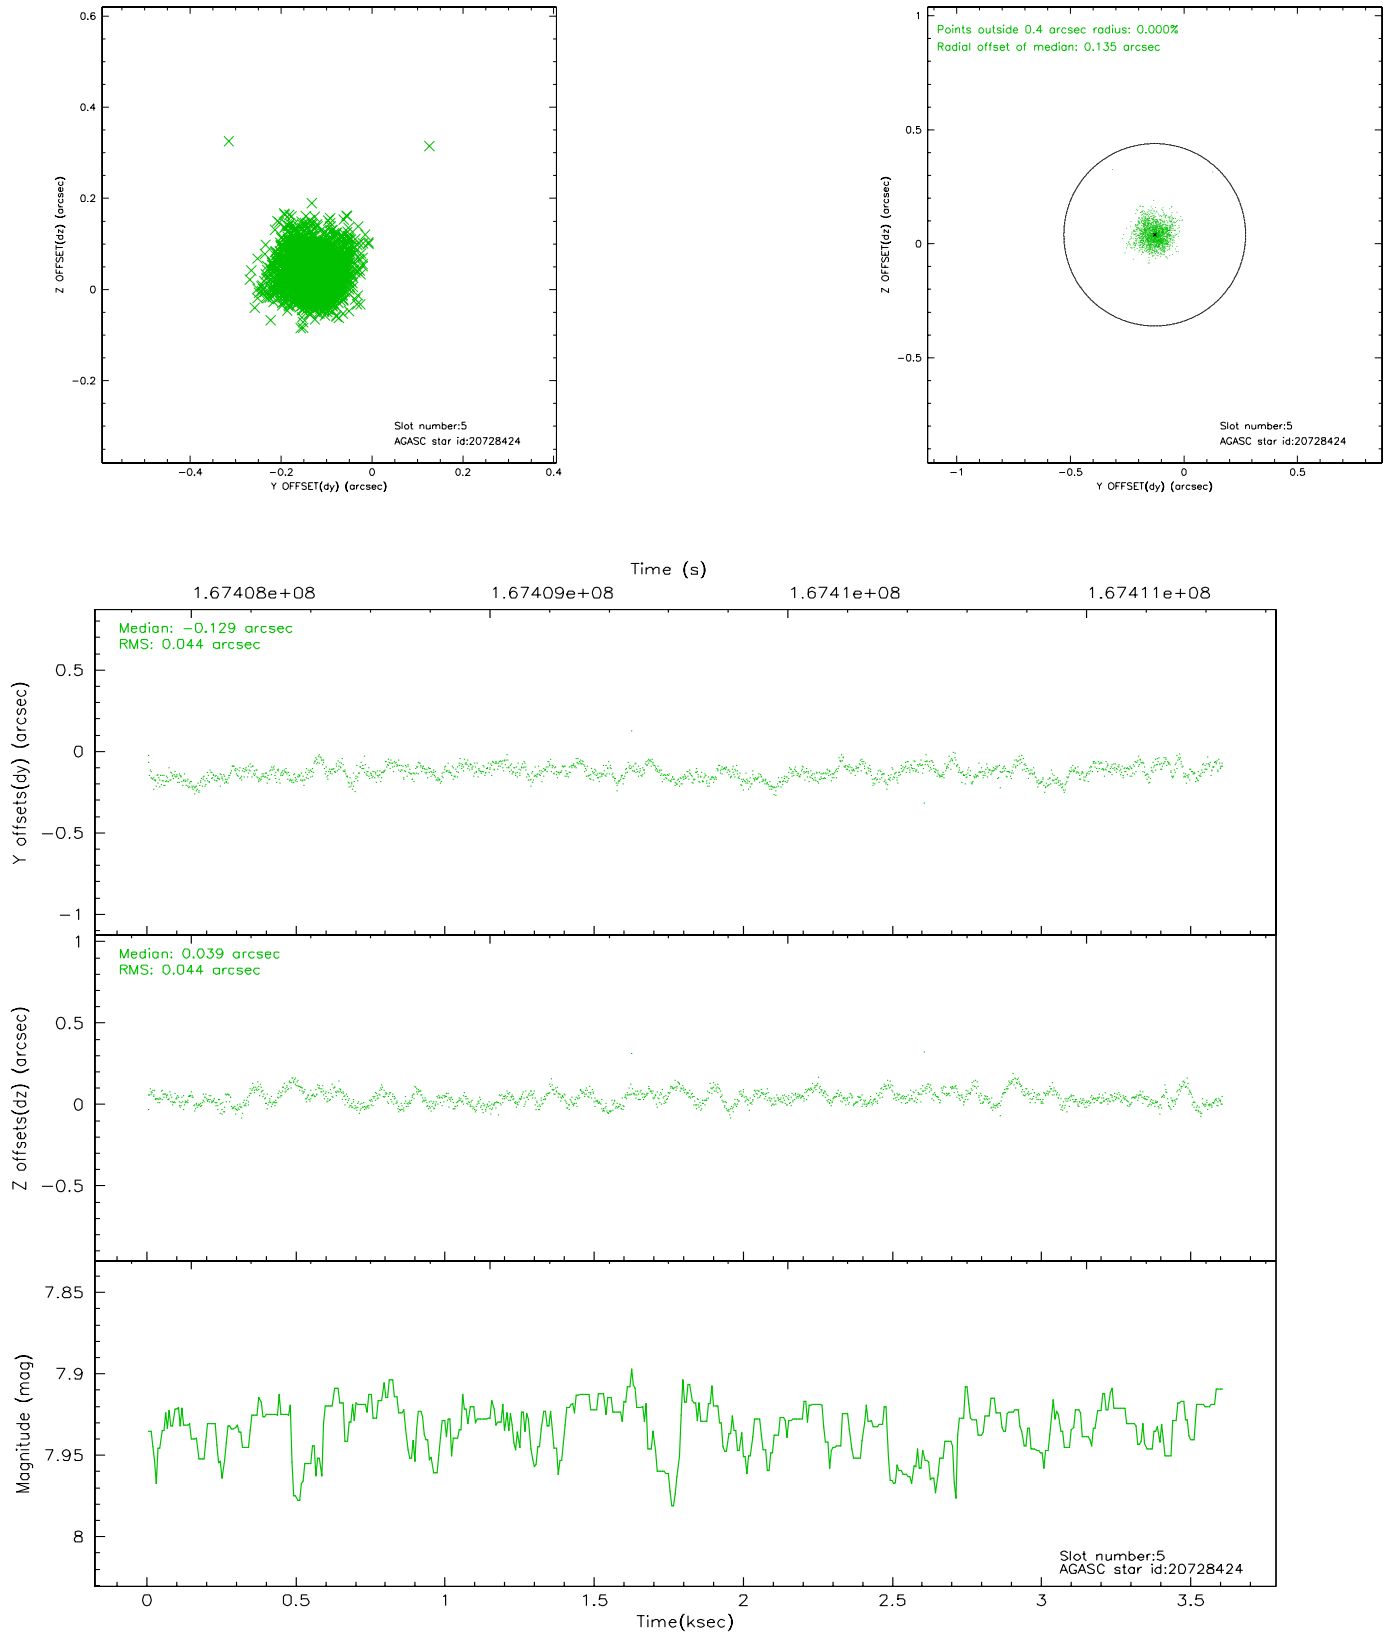 0.6
0.4
0.2
0
−0.2
Z OFFSET(dz) (arcsec)
−0.4 −0.2 0 0.2 0.4
Y OFFSET(dy) (arcsec)
Slot number:5
AGASC star id:20728424
Points outside 0.4 arcsec radius: 0.000%
Radial offset of median: 0.135 arcsec
1
0.5
0
−0.5
Z OFFSET(dz) (arcsec)
−1 −0.5 0 0.5
Y OFFSET(dy) (arcsec)
Slot number:5
AGASC star id:20728424
Time (s)
1.67408e+08 1.67409e+08 1.6741e+08 1.67411e+08
Median: −0.129 arcsec
RMS: 0.044 arcsec
0.5
0
−0.5
−1
Y offsets(dy) (arcsec)
Median: 0.039 arcsec
RMS: 0.044 arcsec
1
0.5
0
−0.5
Z offsets(dz) (arcsec)
7.85
7.9
7.95
8
Magnitude (mag)
Slot number:5
AGASC star id:20728424
0 0.5 1 1.5 2 2.5 3 3.5
Time(ksec)